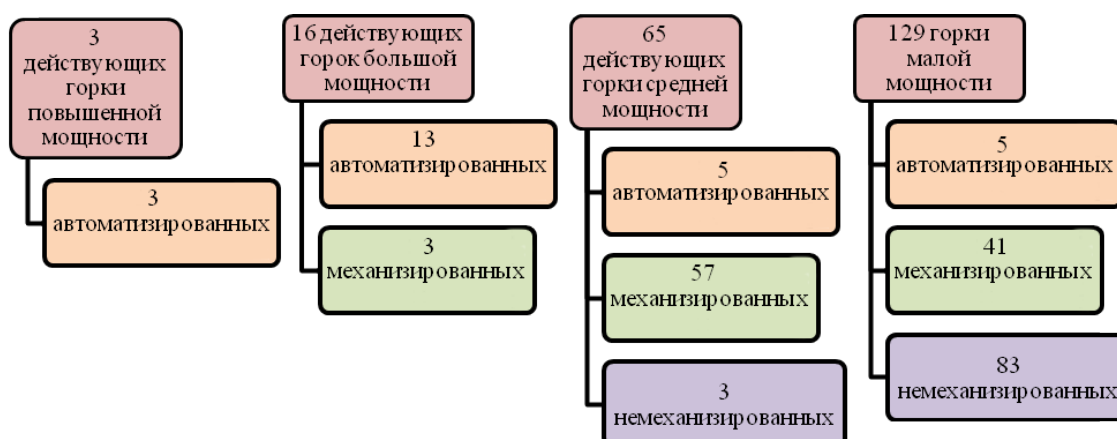 3
действующих
горки
повышенной
мощности
3
автоматизированных
16 действующих
горок большой
мощности
13
автоматизированных
3
механизированных
65
действующих
горки средней
мощности
5
автоматизированных
57
механизированных
3
немеханизированных
129 горки
малой
мощности
5
автоматизированных
41
механизированных
83
немеханизированных